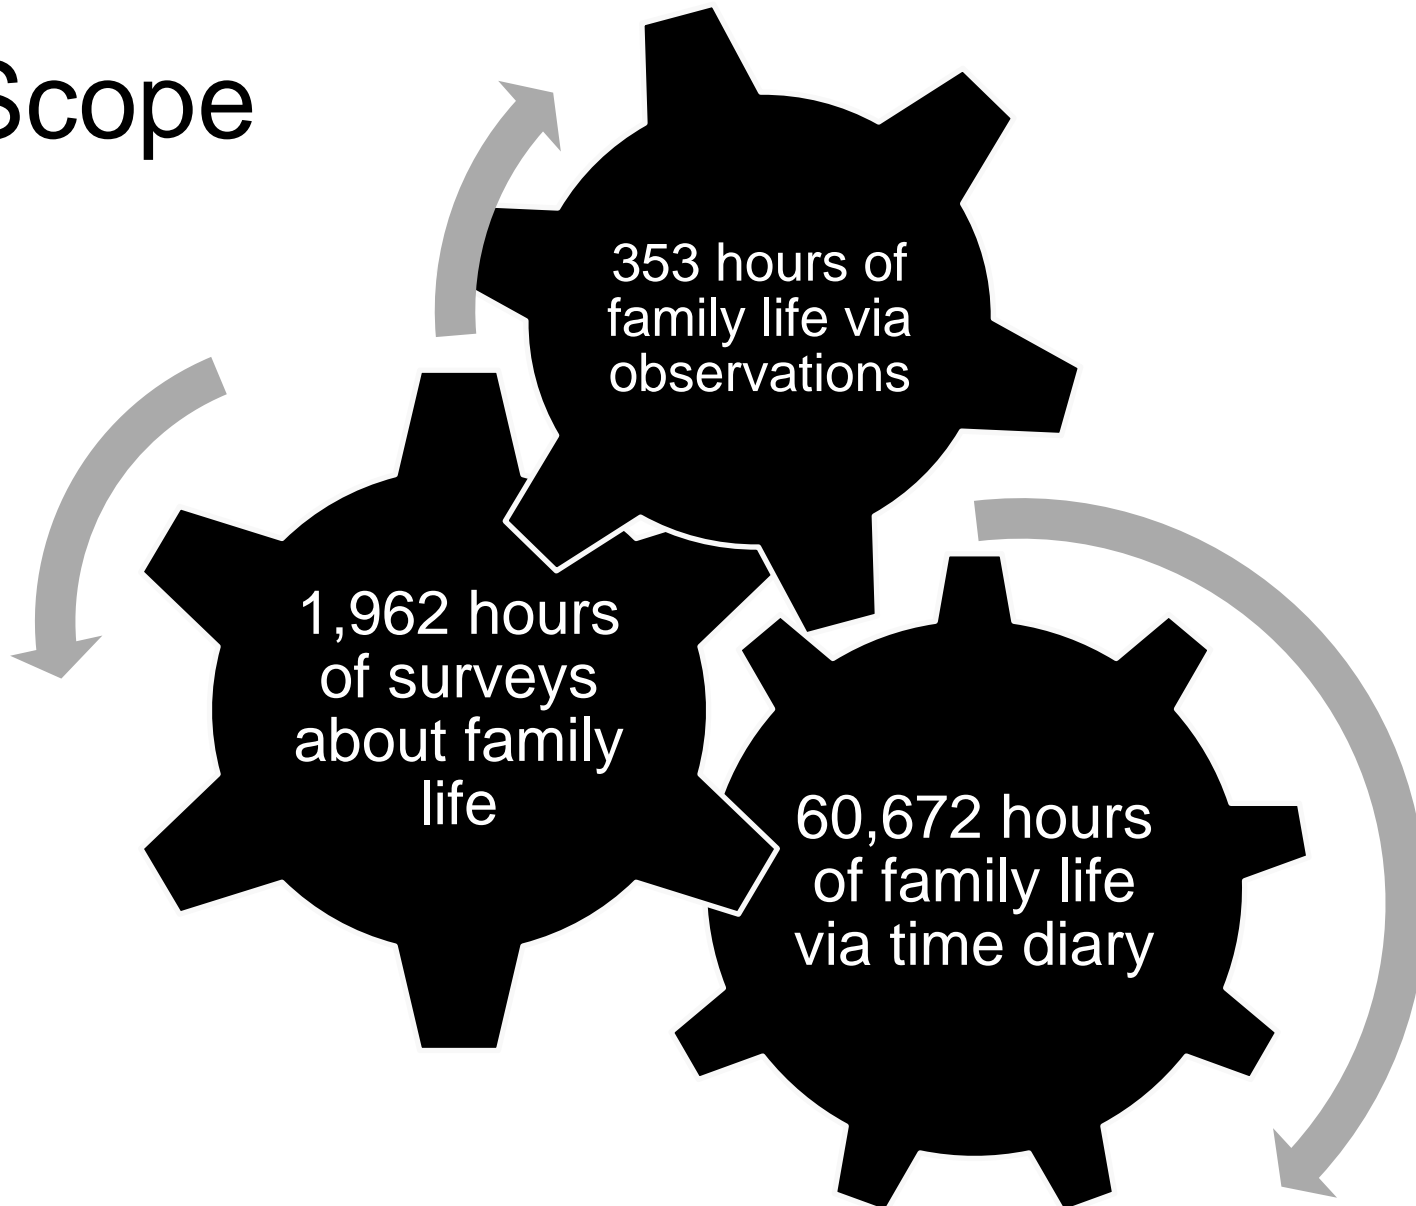 Scope
353 hours of
family life via
observations
1,962 hours
of surveys
about family
life
60,672 hours
of family life
via time diary